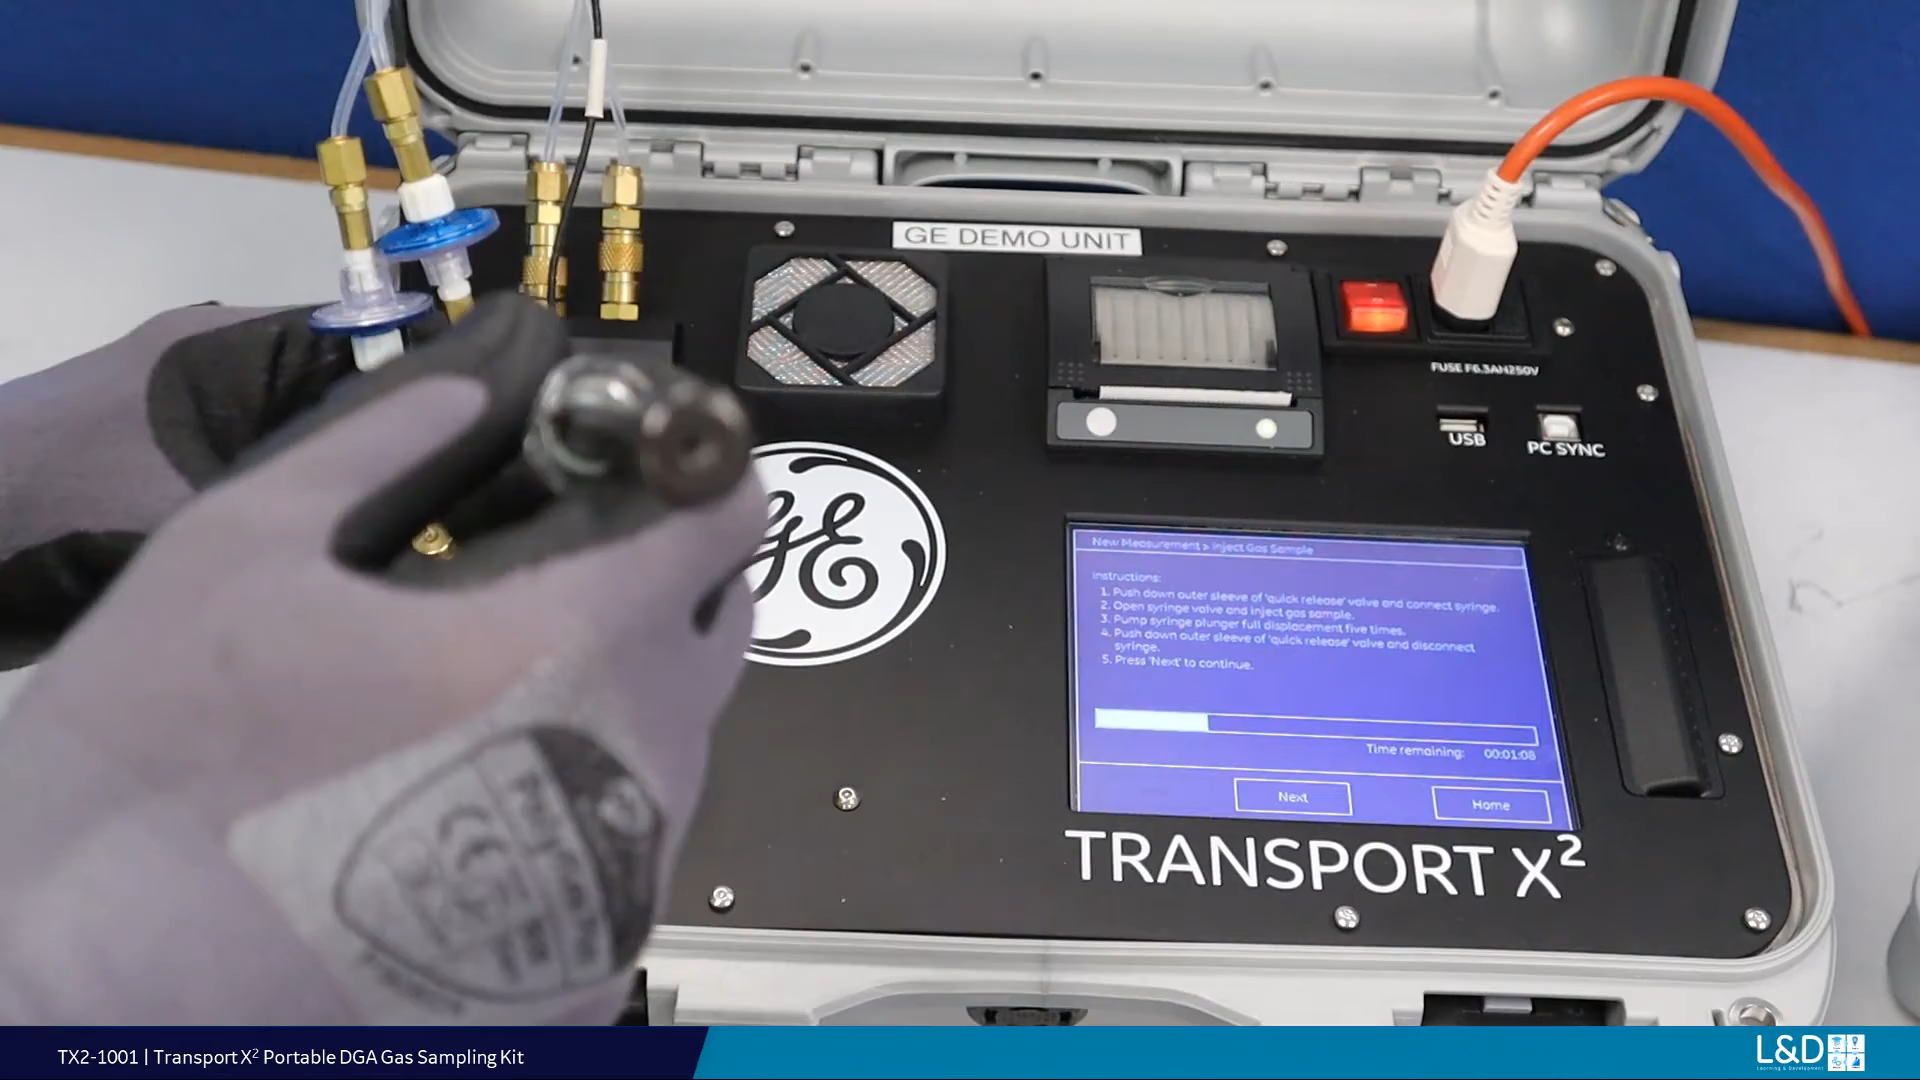 GE DEMO UNIT
FUSE F6.3AH250V
USB
PC SYNC
GE
New Measurement > Inject Gas Sample
Instructions:
1. Push down outer sleeve of 'quick release' valve and connect syringe.
2. Open syringe valve and inject gas sample.
3. Pump syringe plunger full displacement five times.
4. Push down outer sleeve of 'quick release' valve and disconnect
syringe.
5. Press 'Next' to continue.
Time remaining: 00:01:08
Next
Home
TRANSPORT X²
CE
TX2-1001 | Transport X² Portable DGA Gas Sampling Kit
L&D
Learning & Development